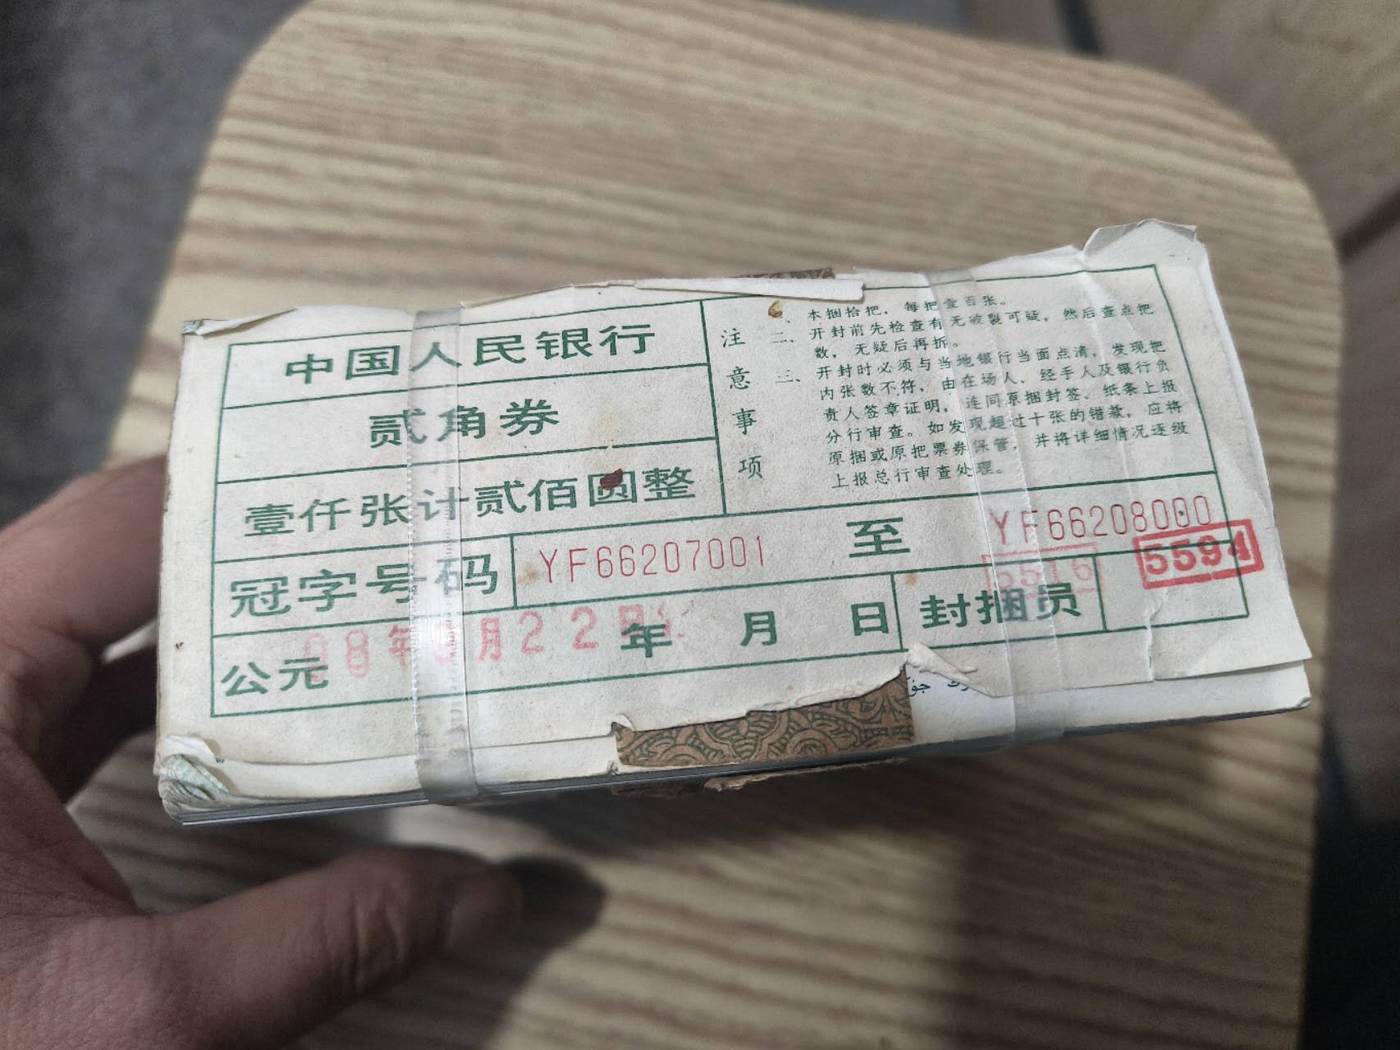 中国人民银行
贰角券
壹仟张计贰佰圆整
冠字号码
YF66207001
至
YF66208000
公元
年
月
日
22
封捆员
5516
5594
注意事项
一、本捆拾把，每把壹百张。
二、开封前先检查有无破裂可疑，然后查点把
数，无疑后再拆。
三、开封时必须与当地银行当面点清，发现把
内张数不符，由在场人、经手人及银行负
责人签章证明，连同原捆封签、纸条上报
分行审查。如发现超过十张的错款，应将
原捆或原把票券保管，并将详细情况逐级
上报总行审查处理。